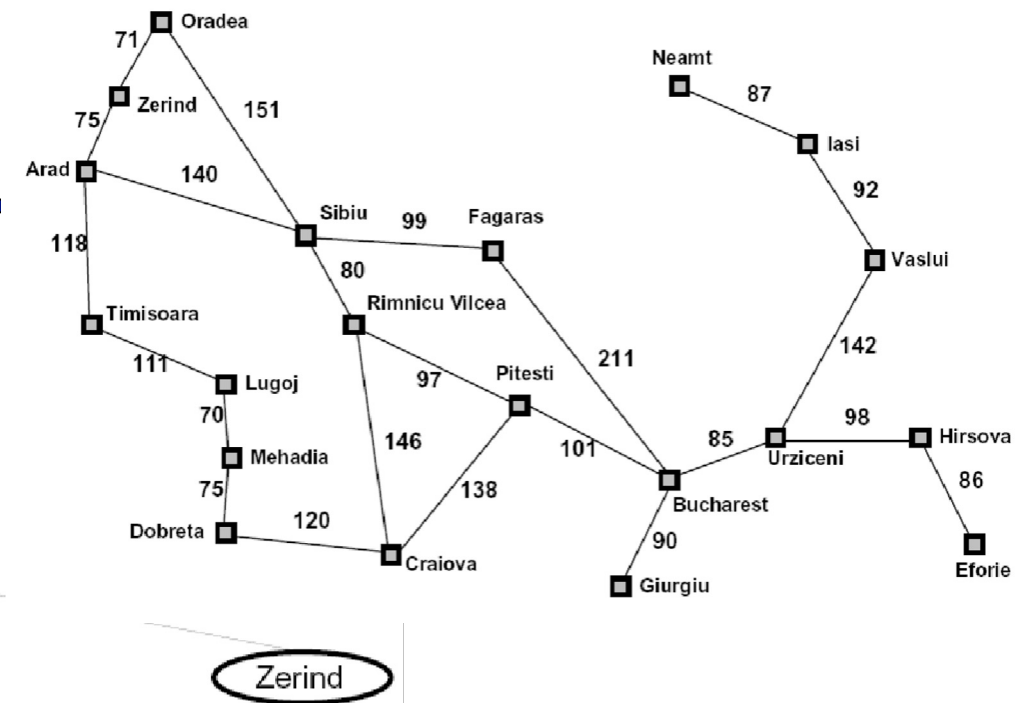 Oradea
71
Neamt
87
Zerind
151
75
Iasi
Arad
140
92
Sibiu
99
Fagaras
118
Vaslui
80
Rimnicu Vilcea
Timisoara
142
111
211
Pitesti
97
Lugoj
70
98
Hirsova
146
85
101
Urziceni
Mehadia
86
75
138
Bucharest
Dobreta
120
90
Craiova
Eforie
Giurgiu
Zerind